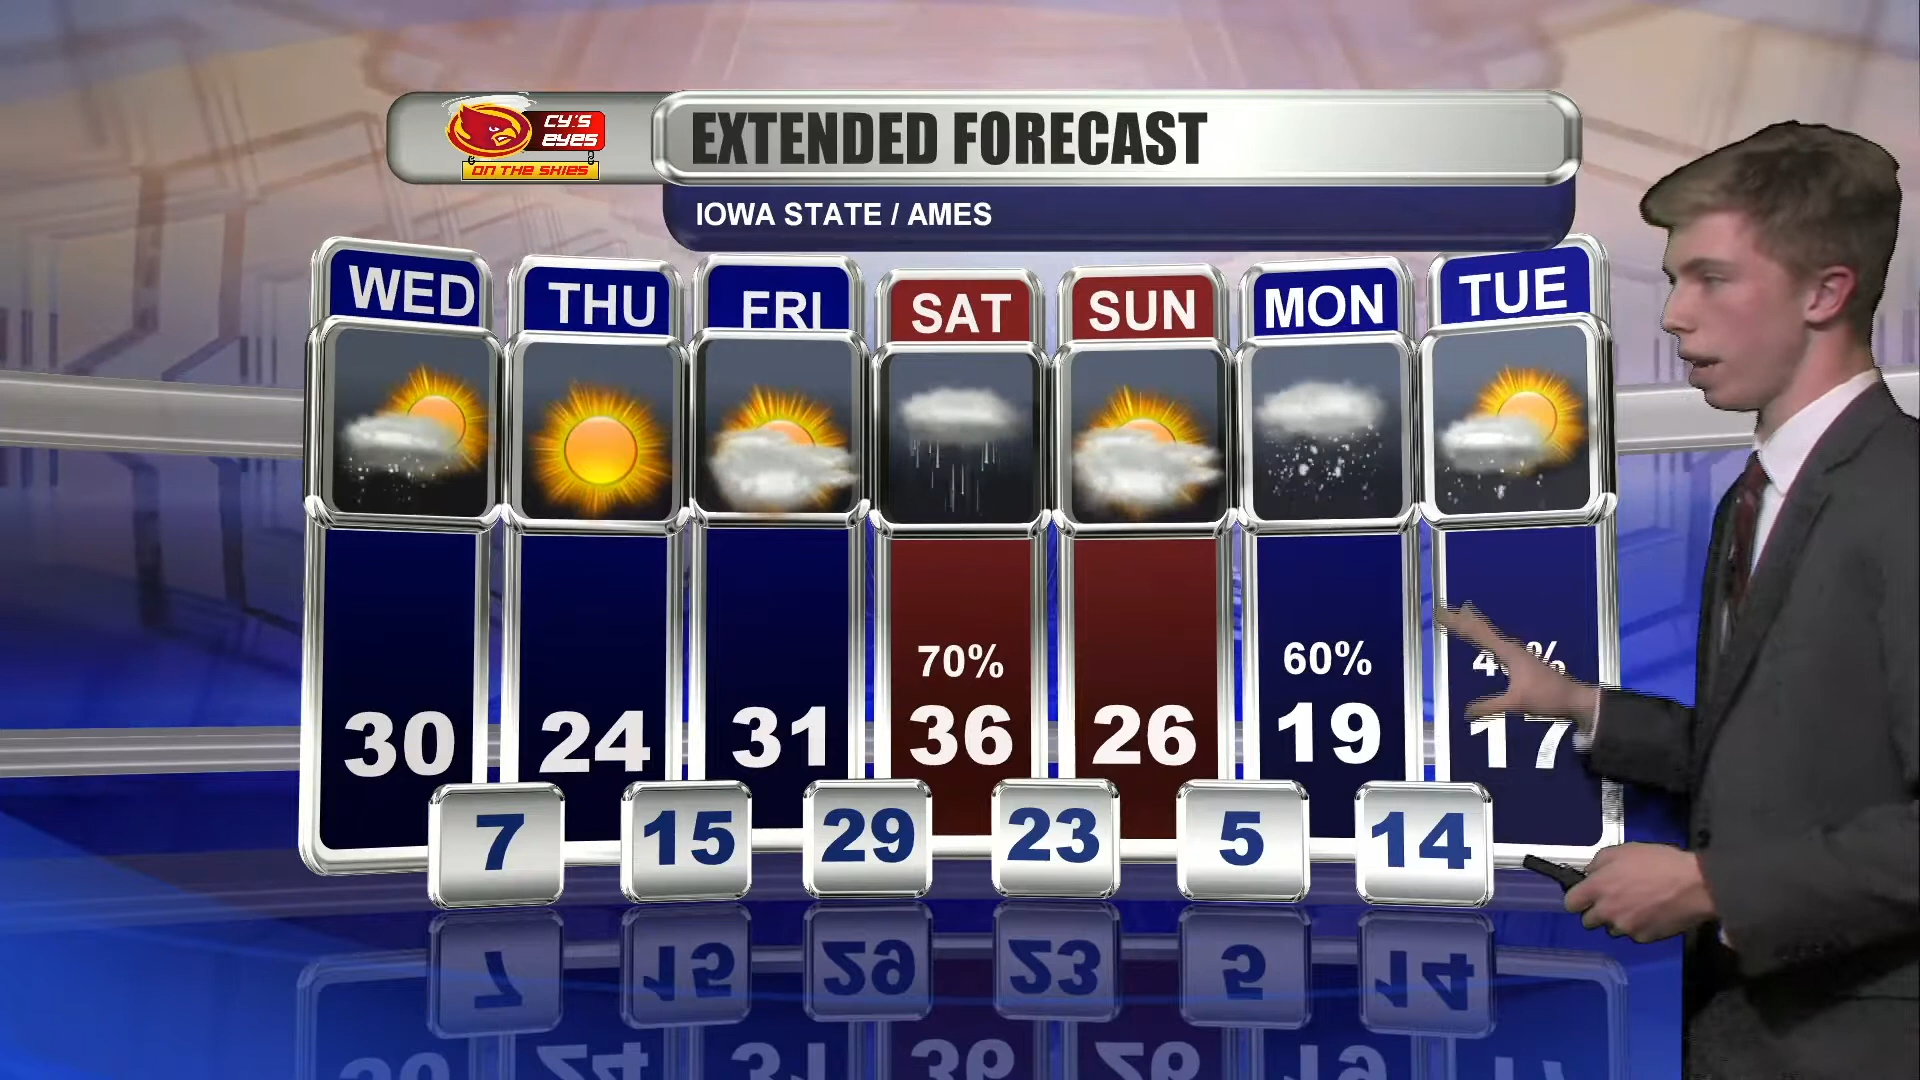 CY'S
EYES
ON THE SKIES
EXTENDED FORECAST
IOWA STATE / AMES
WED THU FRI SAT SUN MON TUE
70% 60%
30 24 31 36 26 19 17
7 15 29 23 5 14